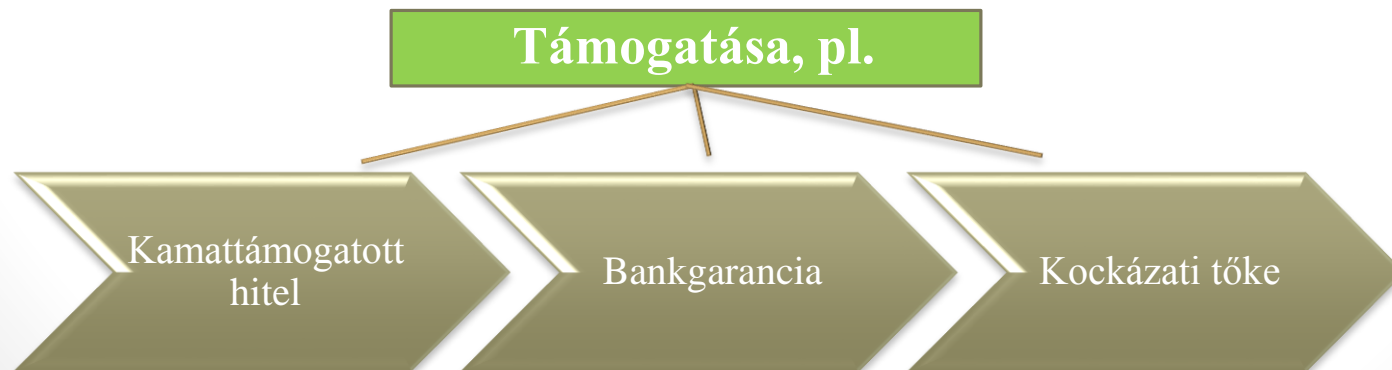 Támogatása, pl.
Kamattámogatott
hitel
Bankgarancia
Kockázati tőke